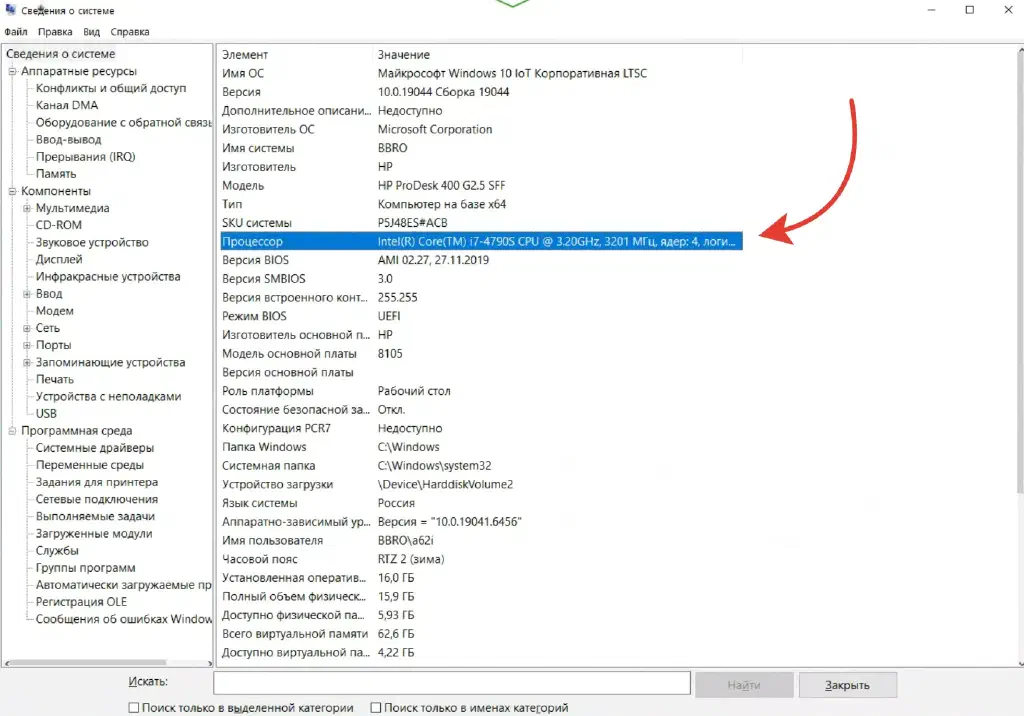 Сведения о системе
Файл Правка Вид Справка
Сведения о системе
Аппаратные ресурсы
Конфликты и общий доступ
Канал DMA
Оборудование с обратной связь
Ввод-вывод
Прерывания (IRQ)
Память
Компоненты
Мультимедиа
CD-ROM
Звуковое устройство
Дисплей
Инфракрасные устройства
Ввод
Модем
Сеть
Порты
Запоминающие устройства
Печать
Устройства с неполадками
USB
Программная среда
Системные драйверы
Переменные среды
Задания для принтера
Сетевые подключения
Выполняемые задачи
Загруженные модули
Службы
Группы программ
Автоматически загружаемые пр
Регистрация OLE
Сообщения об ошибках Window
Элемент Значение
Имя ОС Майкрософт Windows 10 IoT Корпоративная LTSC
Версия 10.0.19044 Сборка 19044
Дополнительное описани... Недоступно
Изготовитель ОС Microsoft Corporation
Имя системы BBRO
Изготовитель HP
Модель HP ProDesk 400 G2.5 SFF
Тип Компьютер на базе x64
SKU системы P5J48ES#ACB
Процессор Intel(R) Core(TM) i7-4790S CPU @ 3.20GHz, 3201 МГц, ядер: 4, логи...
Версия BIOS AMI 02.27, 27.11.2019
Версия SMBIOS 3.0
Версия встроенного конт... 255.255
Режим BIOS UEFI
Изготовитель основной п... HP
Модель основной платы 8105
Версия основной платы
Роль платформы Рабочий стол
Состояние безопасной за... Откл.
Конфигурация PCR7 Недоступно
Папка Windows C:\Windows
Системная папка C:\Windows\system32
Устройство загрузки \Device\HarddiskVolume2
Язык системы Россия
Аппаратно-зависимый ур... Версия = "10.0.19041.6456"
Имя пользователя BBRO\a62i
Часовой пояс RTZ 2 (зима)
Установленная оператив... 16,0 ГБ
Полный объем физическ... 15,9 ГБ
Доступно физической па... 5,93 ГБ
Всего виртуальной памяти 62,6 ГБ
Доступно виртуальной па... 4,22 ГБ
Искать: Найти Закрыть
Поиск только в выделенной категории Поиск только в именах категорий